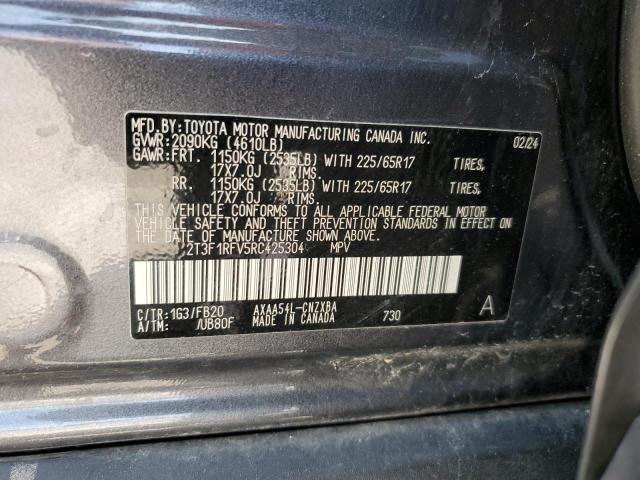 MFD.BY:TOYOTA MOTOR MANUFACTURING CANADA INC. 02/24
GVWR:2090KG (4610LB)
GAWR:FRT. 1150KG (2535LB) WITH 225/65R17 TIRES,
17X7.0J RIMS.
RR. 1150KG (2535LB) WITH 225/65R17 TIRES,
17X7.0J RIMS.
THIS VEHICLE CONFORMS TO ALL APPLICABLE FEDERAL MOTOR
VEHICLE SAFETY AND THEFT PREVENTION STANDARDS IN EFFECT ON
THE DATE OF MANUFACTURE SHOWN ABOVE.
2T3F1RFV5RC425304 MPV
C/TR:1G3/FB20 AXAA54L-CNZXBA 730 A
A/TM: /UB80F MADE IN CANADA